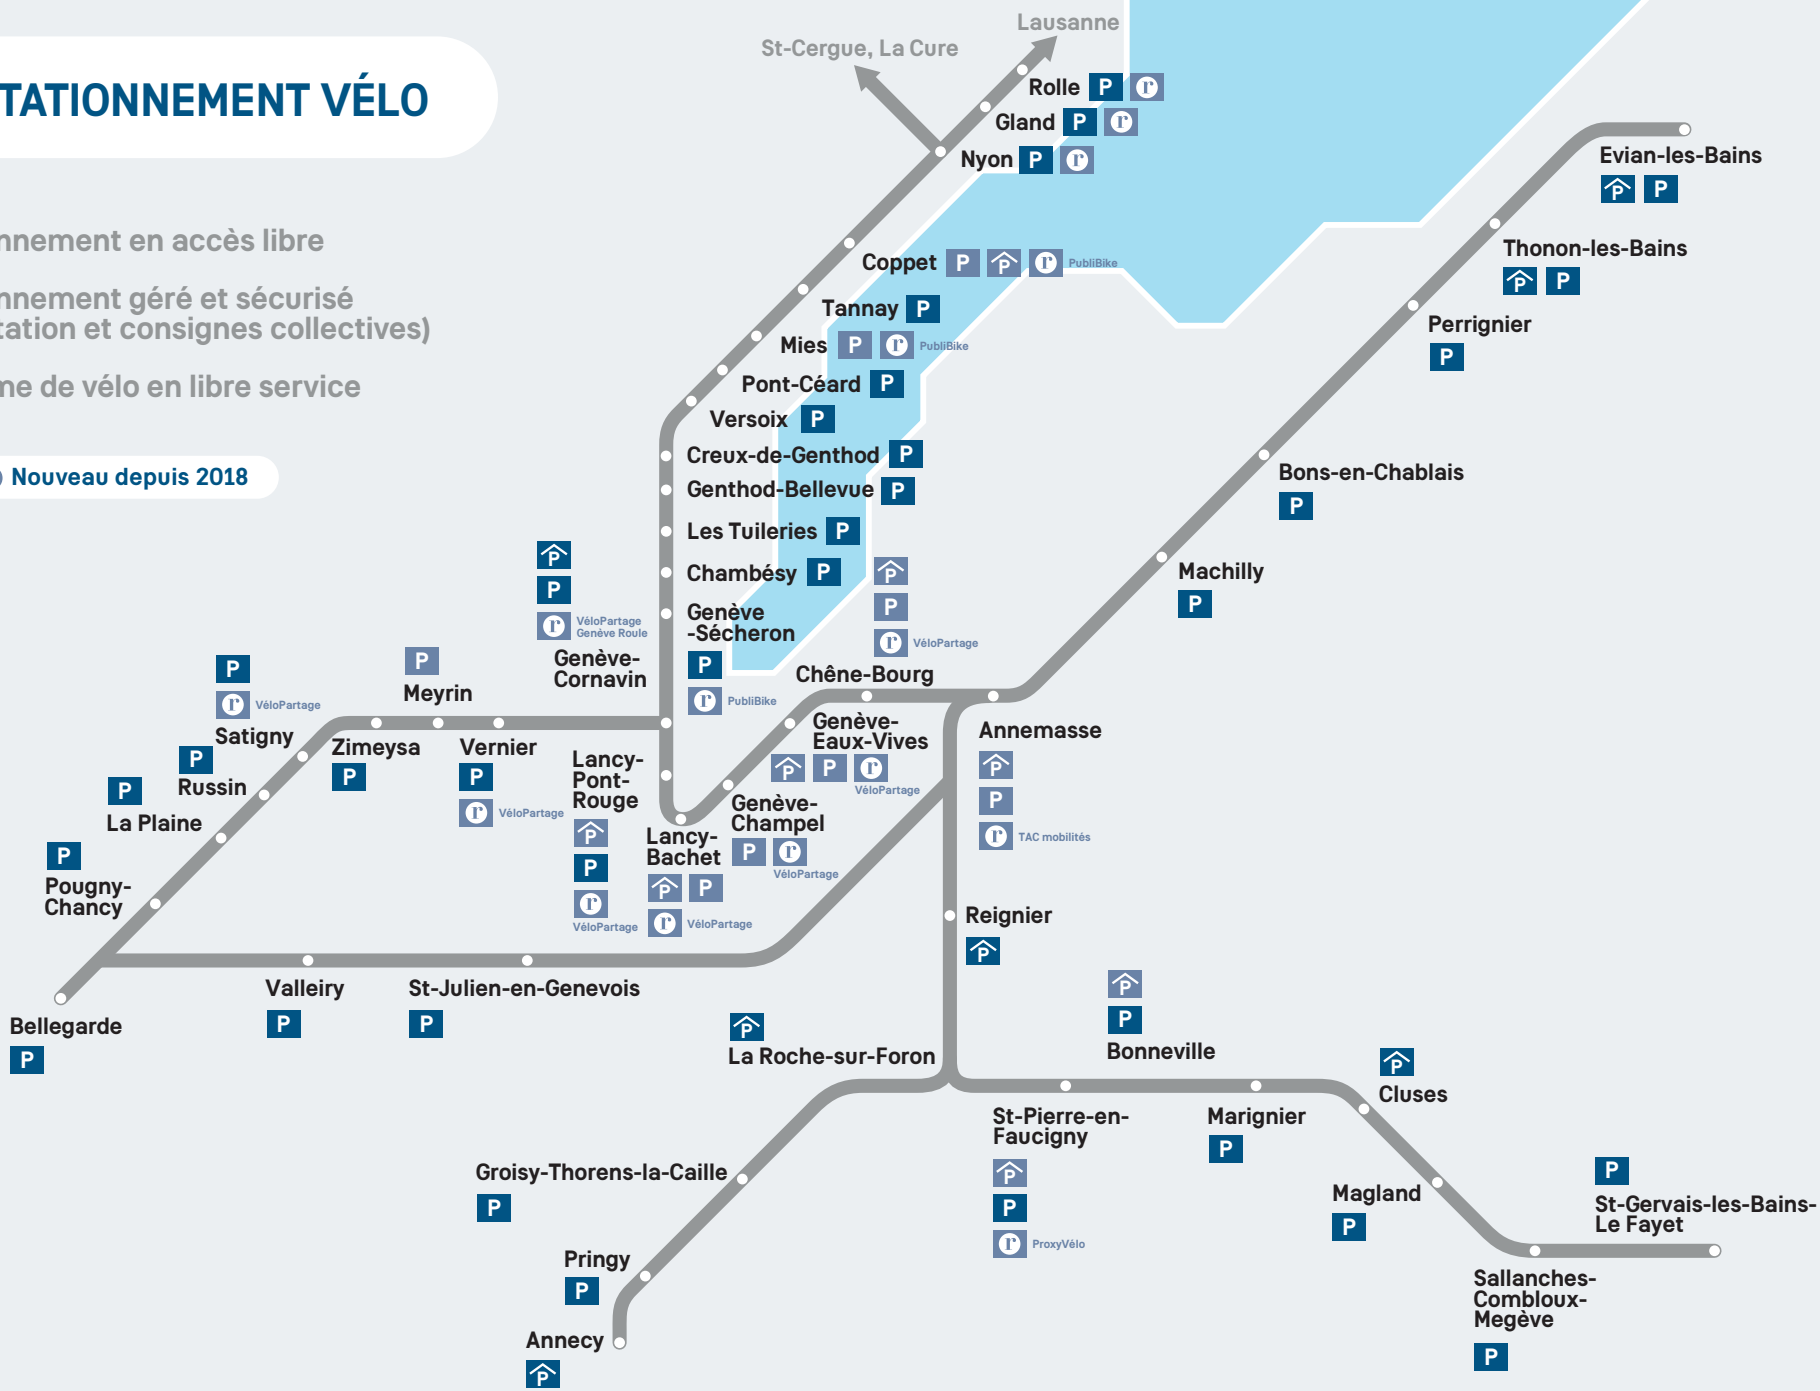 Lausanne
St-Cergue, La Cure
TATIONNEMENT VÉLO
nnement en accès libre
nnement géré et sécurisé
tation et consignes collectives)
me de vélo en libre service
Nouveau depuis 2018
Rolle P r
Gland P r
Nyon P r
Coppet P P r PubliBike
Tannay P
Mies P r PubliBike
Pont-Céard P
Versoix P
Creux-de-Genthod P
Genthod-Bellevue P
Les Tuileries P
Chambésy P
Genève
-Sécheron
P
r PubliBike
Evian-les-Bains
P P
Thonon-les-Bains
P P
Perrignier
P
Bons-en-Chablais
P
Machilly
P
P
P
r VéloPartage
Genève Roule
Genève-
Cornavin
P
P
r VéloPartage
Chêne-Bourg
P
r VéloPartage
Satigny
P
Meyrin
Zimeysa
P
Vernier
P
r VéloPartage
P
Russin
P
La Plaine
P
Pougny-
Chancy
Lancy-
Pont-
Rouge
P
P
r
VéloPartage
Lancy-
Bachet
P P
r VéloPartage
Genève-
Champel
P r
VéloPartage
Genève-
Eaux-Vives
P P r
VéloPartage
Annemasse
P
P
r TAC mobilités
Reignier
P
Bellegarde
P
Valleiry
P
St-Julien-en-Genevois
P
P
La Roche-sur-Foron
P
P
Bonneville
P
Cluses
St-Pierre-en-
Faucigny
P
P
r ProxyVélo
Marignier
P
Magland
P
P
St-Gervais-les-Bains-
Le Fayet
Sallanches-
Combloux-
Megève
P
Groisy-Thorens-la-Caille
P
Pringy
P
Annecy
P